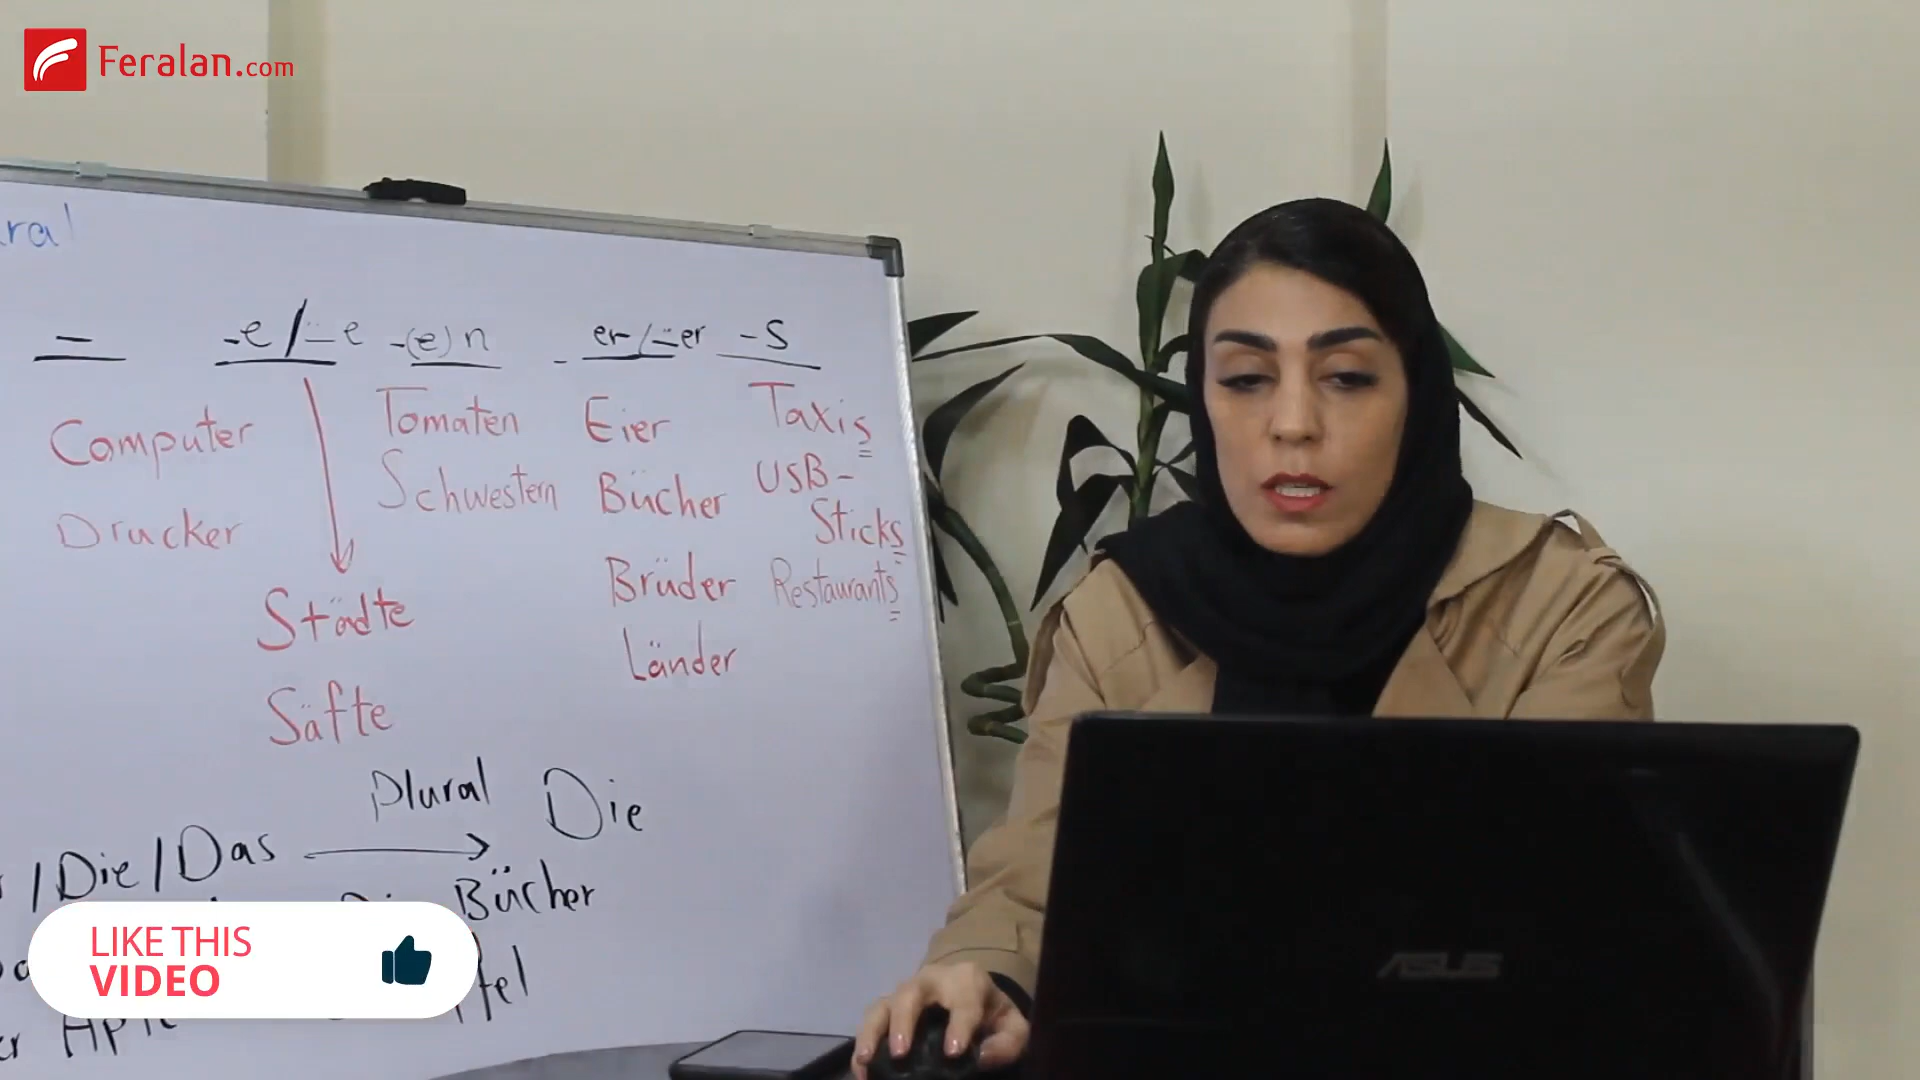 Feralan.com
ral
- -e/-̈e -(e)n er/-̈er -s
Computer Tomaten Eier Taxis
Drucker Schwestern Bücher USB-
Sticks
Städte Brüder Restaurants
Säfte Länder
Plural
/Die/Das Die
Bücher
LIKE THIS
VIDEO
ASUS